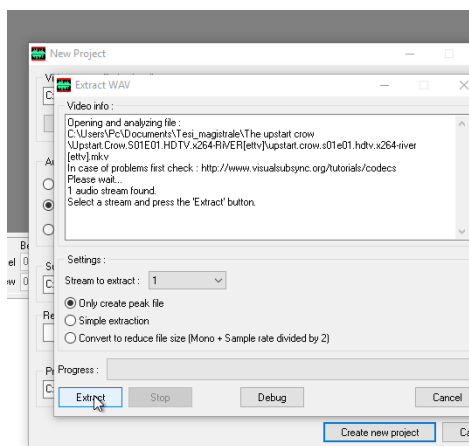 New Project
Extract WAV
Video info :
Opening and analyzing file :
C:\Users\Pc\Documents\Tesi_magistrale\The upstart crow
\Upstart.Crow.S01E01.HDTV.x264-RiVER[ettv]\upstart.crow.s01e01.hdtv.x264-river
[ettv].mkv
In case of problems first check : http://www.visualsubsync.org/tutorials/codecs
Please wait...
1 audio stream found.
Select a stream and press the 'Extract' button.
Settings :
Stream to extract : 1
Only create peak file
Simple extraction
Convert to reduce file size (Mono + Sample rate divided by 2)
Progress :
Extract Stop Debug Cancel
Create new project